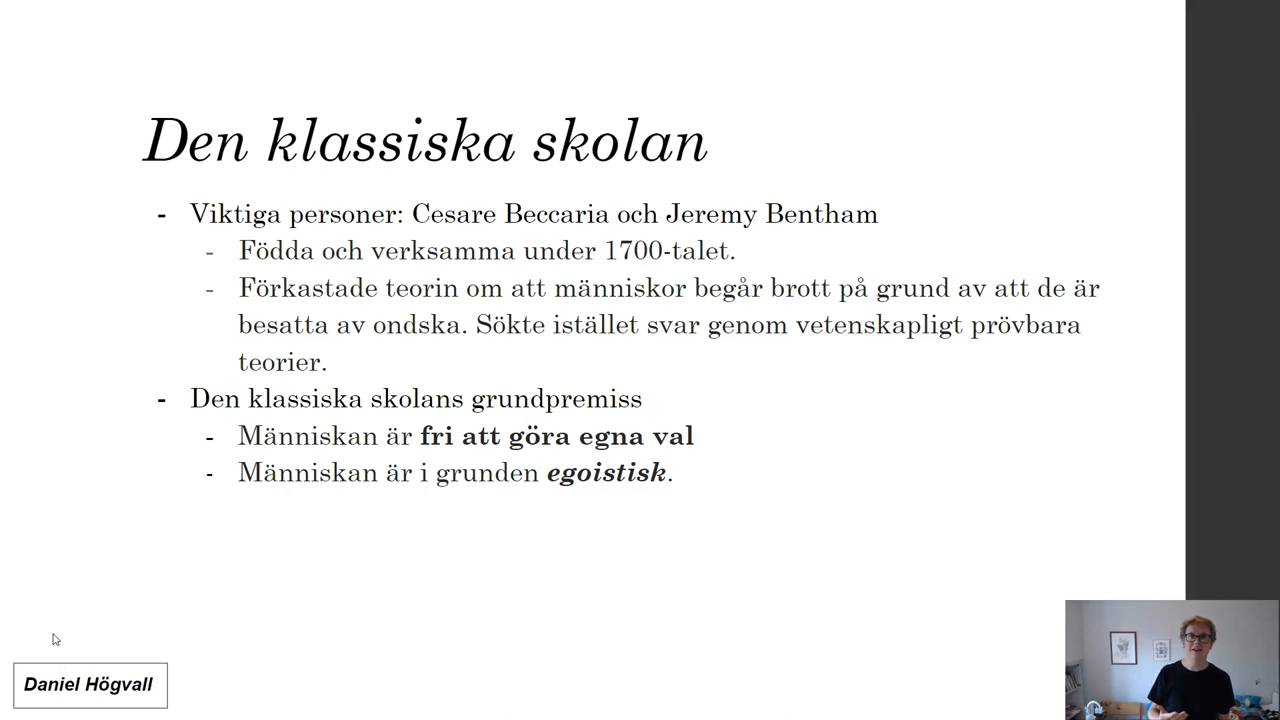 Den klassiska skolan
- Viktiga personer: Cesare Beccaria och Jeremy Bentham
- Födda och verksamma under 1700-talet.
- Förkastade teorin om att människor begår brott på grund av att de är
besatta av ondska. Sökte istället svar genom vetenskapligt prövbara
teorier.
- Den klassiska skolans grundpremiss
- Människan är fri att göra egna val
- Människan är i grunden egoistisk.
Daniel Högvall